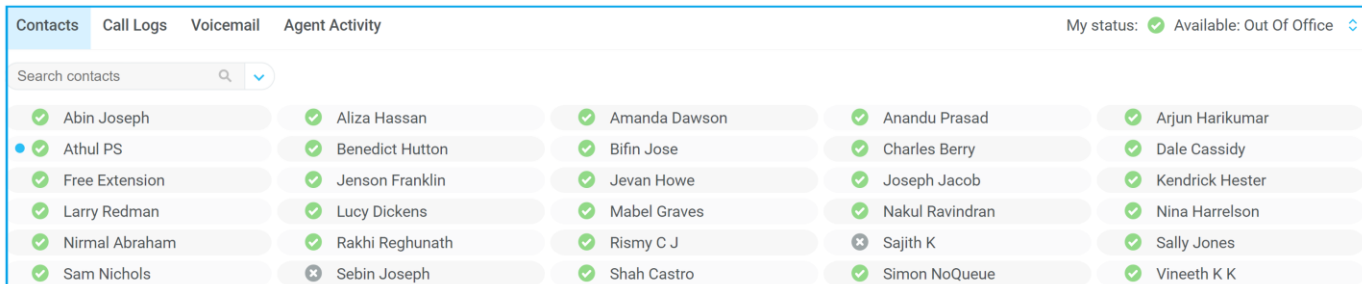 Contacts Call Logs Voicemail Agent Activity My status: Available: Out Of Office
Search contacts
Abin Joseph Aliza Hassan Amanda Dawson Anandu Prasad Arjun Harikumar
Athul PS Benedict Hutton Bifin Jose Charles Berry Dale Cassidy
Free Extension Jenson Franklin Jevan Howe Joseph Jacob Kendrick Hester
Larry Redman Lucy Dickens Mabel Graves Nakul Ravindran Nina Harrelson
Nirmal Abraham Rakhi Reghunath Rismy C J Sajith K Sally Jones
Sam Nichols Sebin Joseph Shah Castro Simon NoQueue Vineeth K K